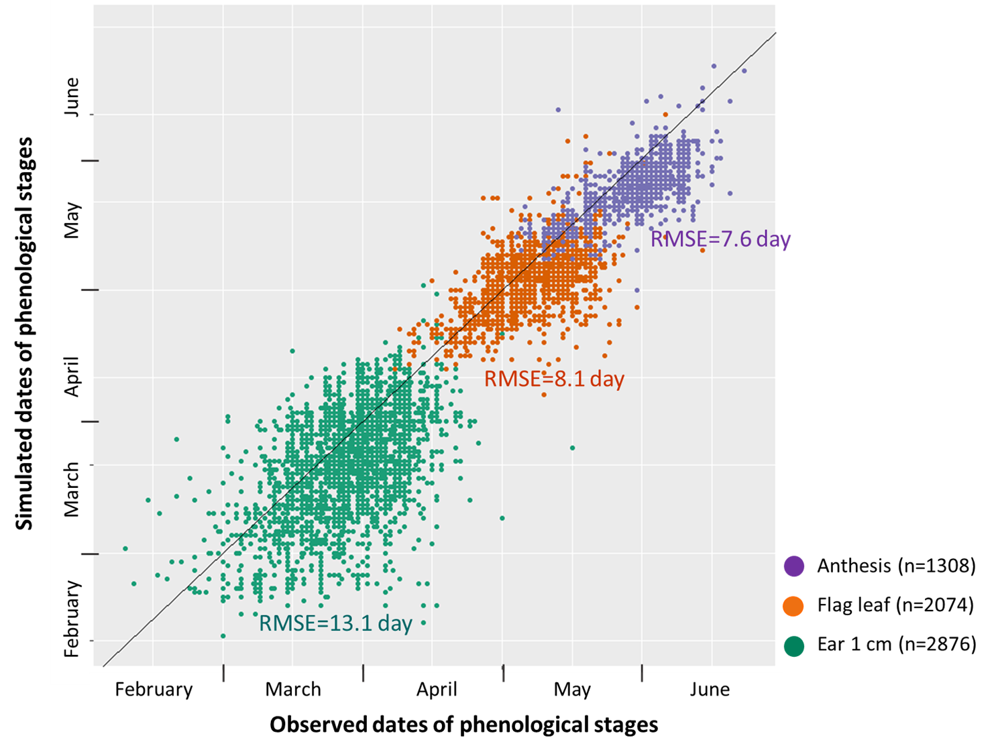 Simulated dates of phenological stages
June
May
April
March
February
RMSE=7.6 day
RMSE=8.1 day
RMSE=13.1 day
Anthesis (n=1308)
Flag leaf (n=2074)
Ear 1 cm (n=2876)
February March April May June
Observed dates of phenological stages